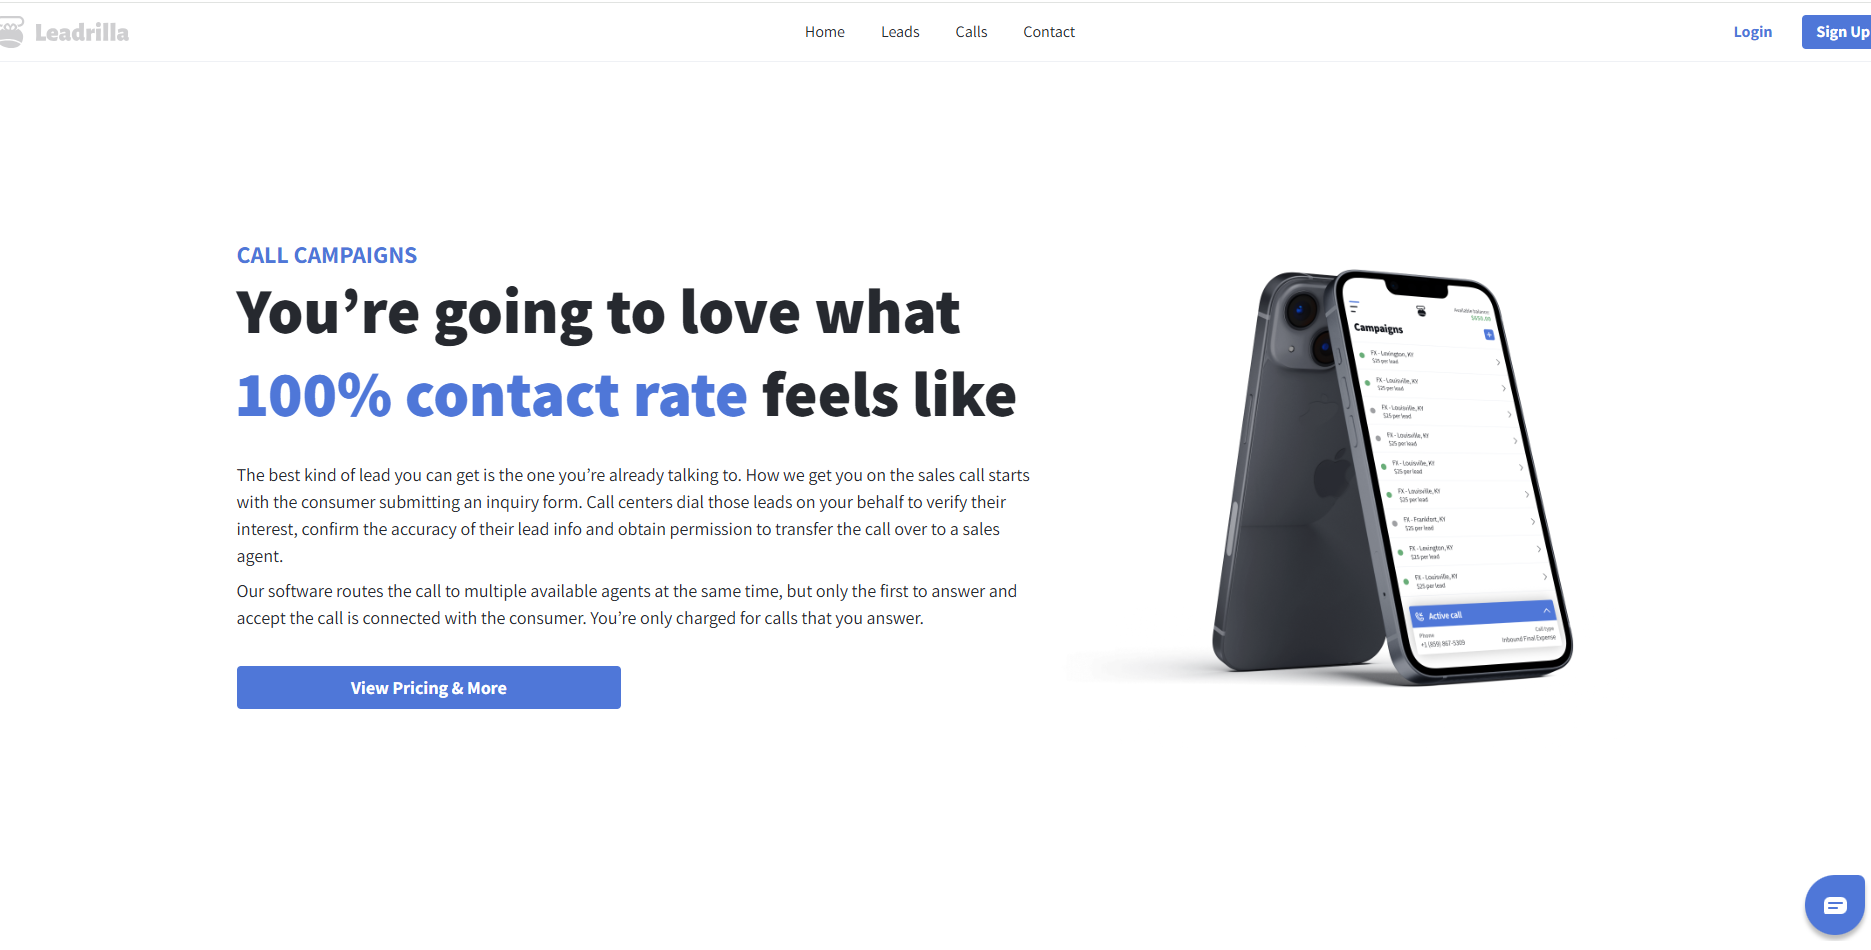 Leadrilla
Home
Leads
Calls
Contact
Login
Sign Up
CALL CAMPAIGNS
You’re going to love what
100% contact rate feels like
The best kind of lead you can get is the one you’re already talking to. How we get you on the sales call starts
with the consumer submitting an inquiry form. Call centers dial those leads on your behalf to verify their
interest, confirm the accuracy of their lead info and obtain permission to transfer the call over to a sales
agent.
Our software routes the call to multiple available agents at the same time, but only the first to answer and
accept the call is connected with the consumer. You’re only charged for calls that you answer.
View Pricing & More
Available balance
Campaigns
FX - Lexington, KY
$25 per lead
FX - Louisville, KY
$25 per lead
FX - Louisville, KY
$25 per lead
FX - Louisville, KY
$25 per lead
FX - Louisville, KY
$25 per lead
FX - Louisville, KY
$25 per lead
FX - Frankfort, KY
$25 per lead
FX - Lexington, KY
$25 per lead
FX - Louisville, KY
$25 per lead
Active call
Phone
Call type
+1 (859) 867-5309
Inbound Final Expense